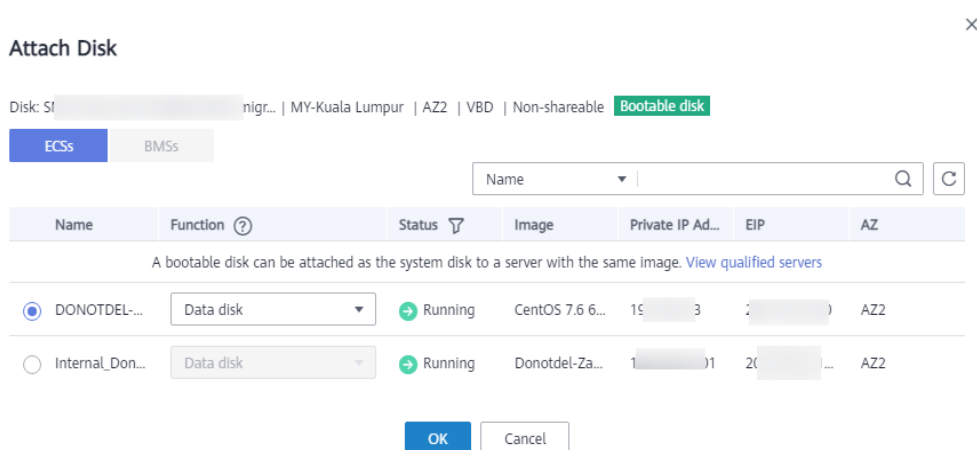 Attach Disk
Disk: migr... | MY-Kuala Lumpur | AZ2 | VBD | Non-shareable Bootable disk
ECSs BMSs
Name
Name Function Status Image Private IP Ad... EIP AZ
A bootable disk can be attached as the system disk to a server with the same image. View qualified servers
DONOTDEL-... Data disk Running CentOS 7.6 6... AZ2
Internal_Don... Data disk Running Donotdel-Za... AZ2
OK Cancel